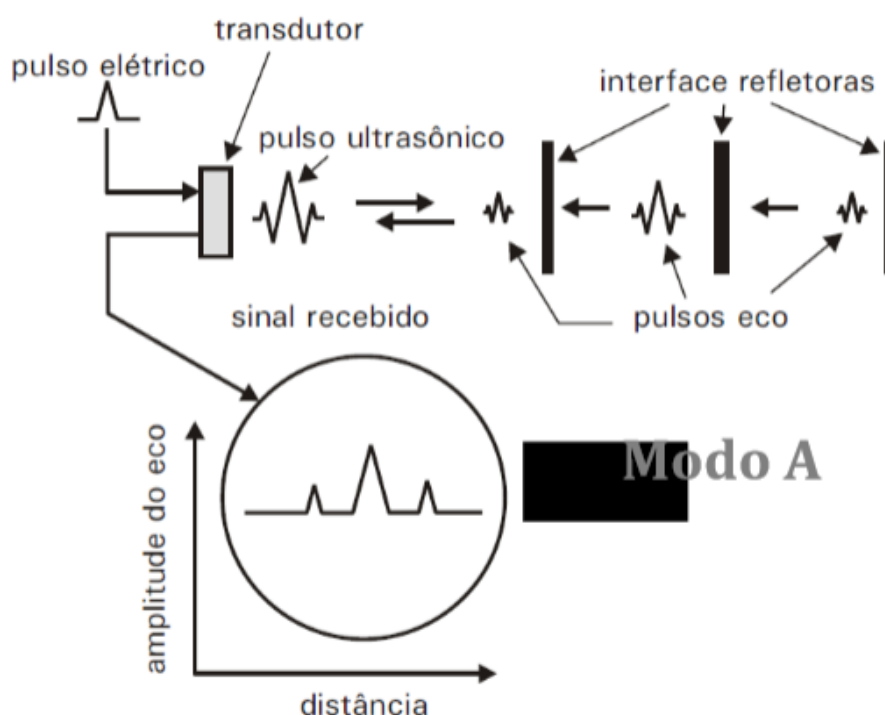 transdutor
pulso elétrico
interface refletoras
pulso ultrasônico
sinal recebido
pulsos eco
Modo A
amplitude do eco
distância